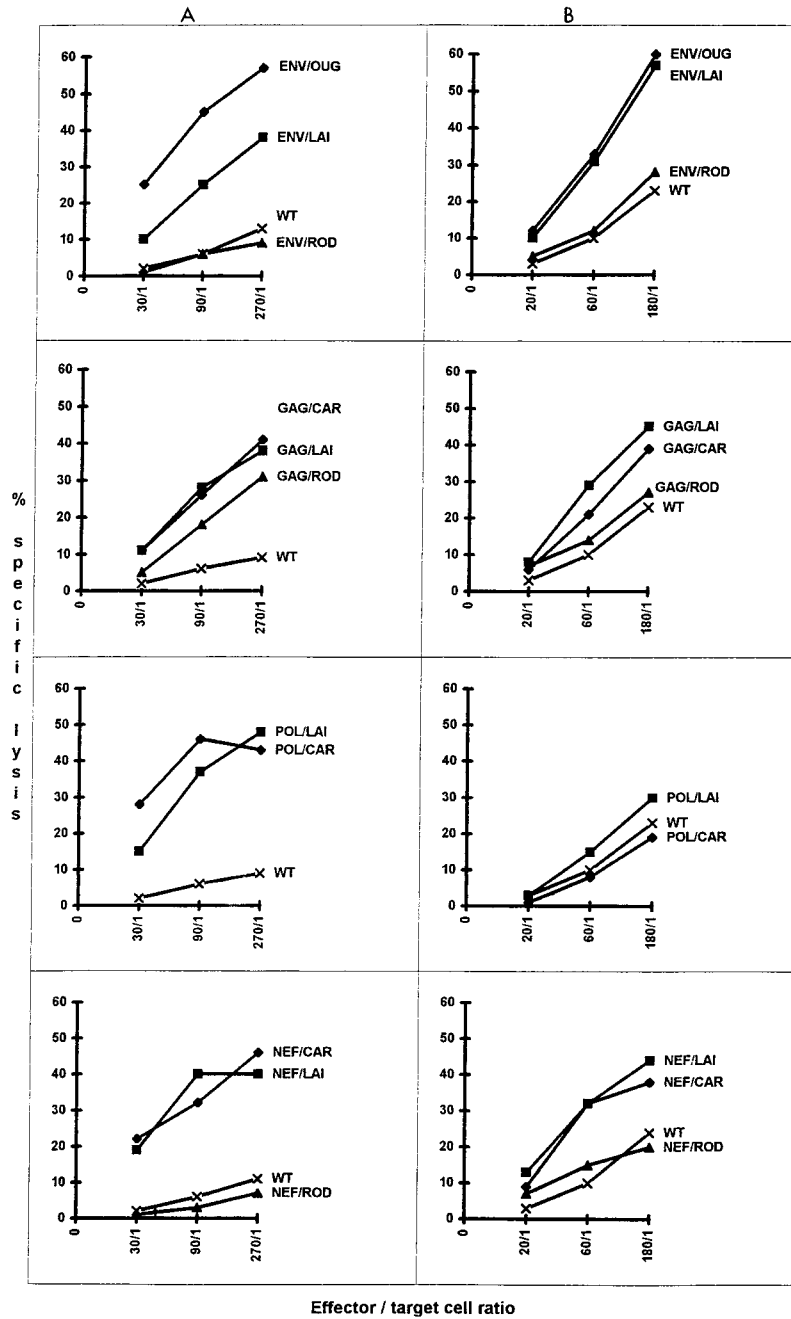 A
B
60
50
40
30
20
10
0
0
30/1
90/1
270/1
ENV/OUG
ENV/LAI
WT
ENV/ROD
60
50
40
30
20
10
0
0
20/1
60/1
180/1
ENV/OUG
ENV/LAI
ENV/ROD
WT
60
50
40
30
20
10
0
0
30/1
90/1
270/1
GAG/CAR
GAG/LAI
GAG/ROD
WT
60
50
40
30
20
10
0
0
20/1
60/1
180/1
GAG/LAI
GAG/CAR
GAG/ROD
WT
% specific lysis
60
50
40
30
20
10
0
0
30/1
90/1
270/1
POL/LAI
POL/CAR
WT
60
50
40
30
20
10
0
0
20/1
60/1
180/1
POL/LAI
WT
POL/CAR
60
50
40
30
20
10
0
0
30/1
90/1
270/1
NEF/CAR
NEF/LAI
WT
NEF/ROD
60
50
40
30
20
10
0
0
20/1
60/1
180/1
NEF/LAI
NEF/CAR
WT
NEF/ROD
Effector / target cell ratio